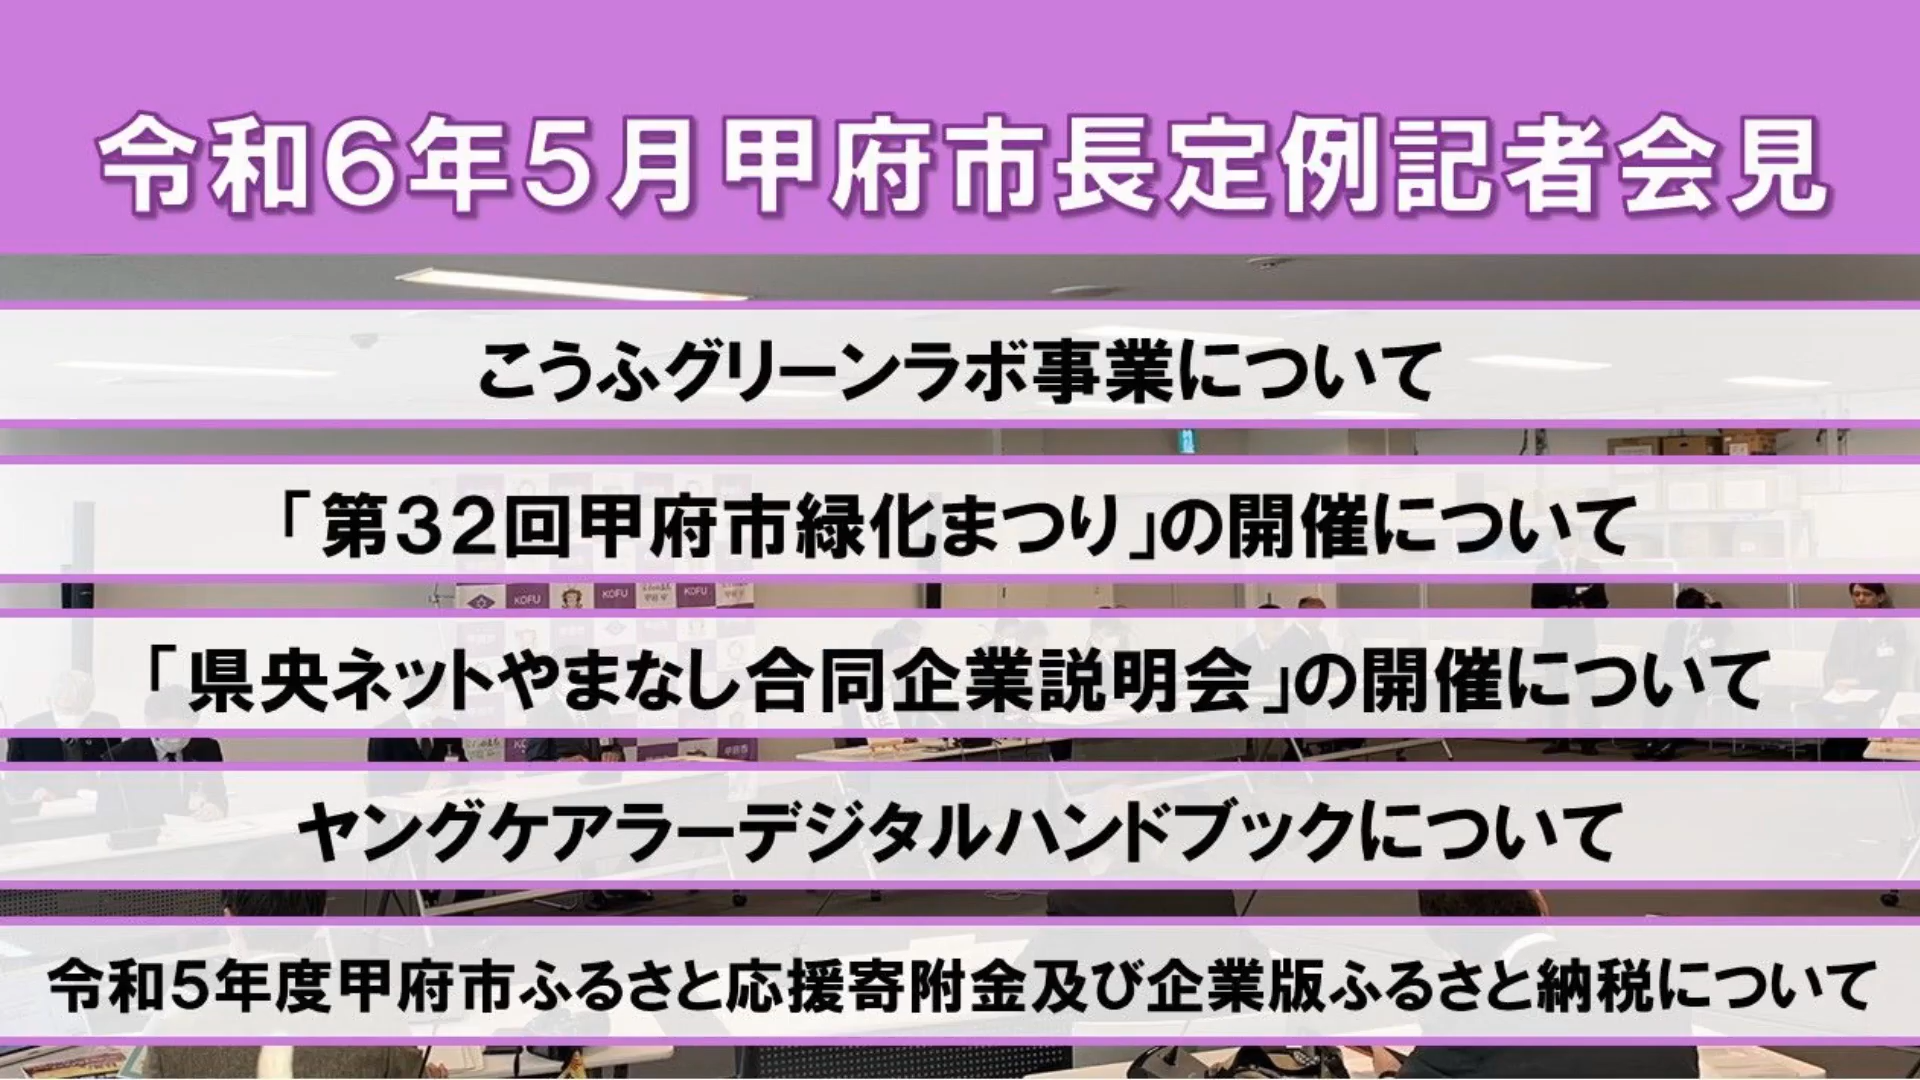 令和6年5月甲府市長定例記者会見
こうふグリーンラボ事業について
「第32回甲府市緑化まつり」の開催について
KOFU
KOFU
KOFU
「県央ネットやまなし合同企業説明会」の開催について
ヤングケアラーデジタルハンドブックについて
令和5年度甲府市ふるさと応援寄附金及び企業版ふるさと納税について